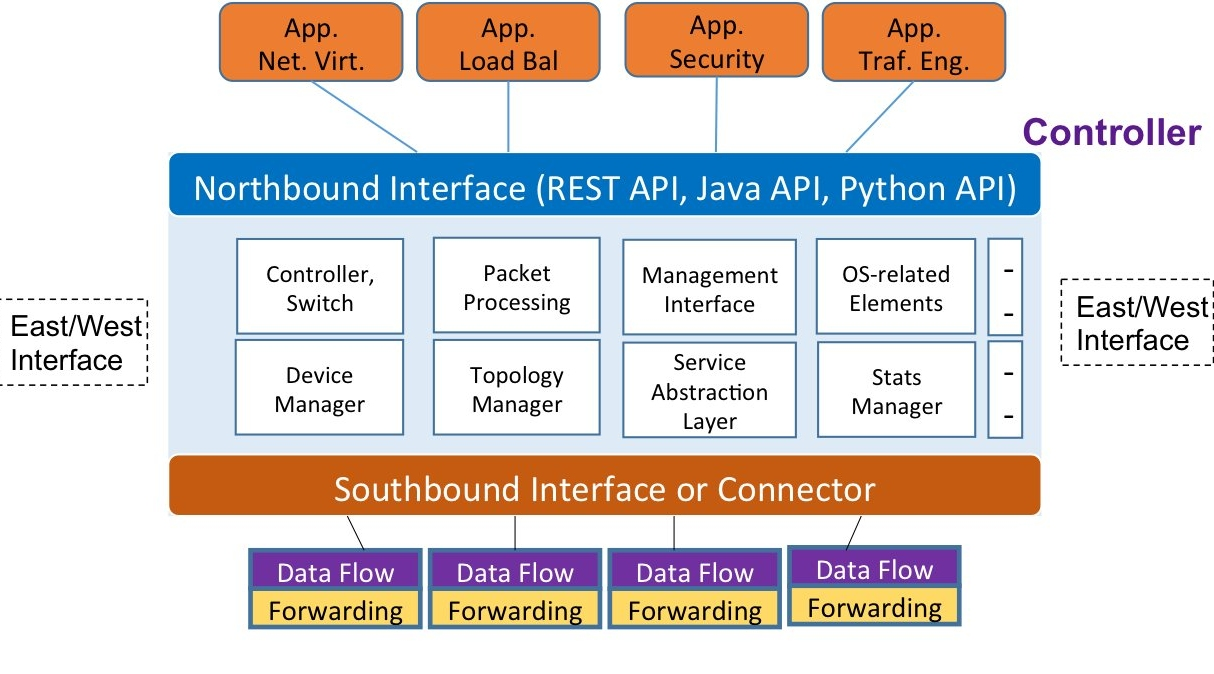 App.
Net. Virt.
App.
Load Bal
App.
Security
App.
Traf. Eng.
Controller
Northbound Interface (REST API, Java API, Python API)
Controller,
Switch
Packet
Processing
Management
Interface
OS-related
Elements
-
-
East/West
Interface
East/West
Interface
Device
Manager
Topology
Manager
Service
Abstraction
Layer
Stats
Manager
-
-
Southbound Interface or Connector
Data Flow
Forwarding
Data Flow
Forwarding
Data Flow
Forwarding
Data Flow
Forwarding